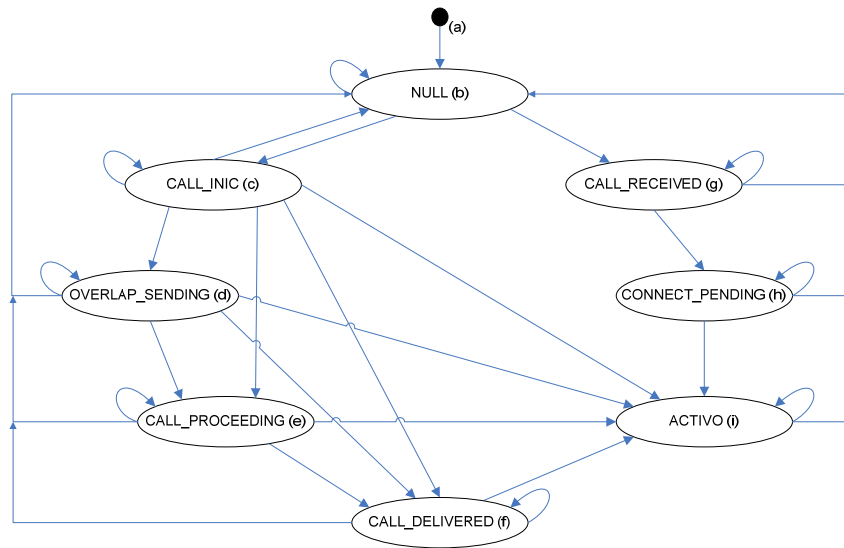 (a)
NULL (b)
CALL_INIC (c)
CALL_RECEIVED (g)
OVERLAP_SENDING (d)
CONNECT_PENDING (h)
CALL_PROCEEDING (e)
ACTIVO (i)
CALL_DELIVERED (f)